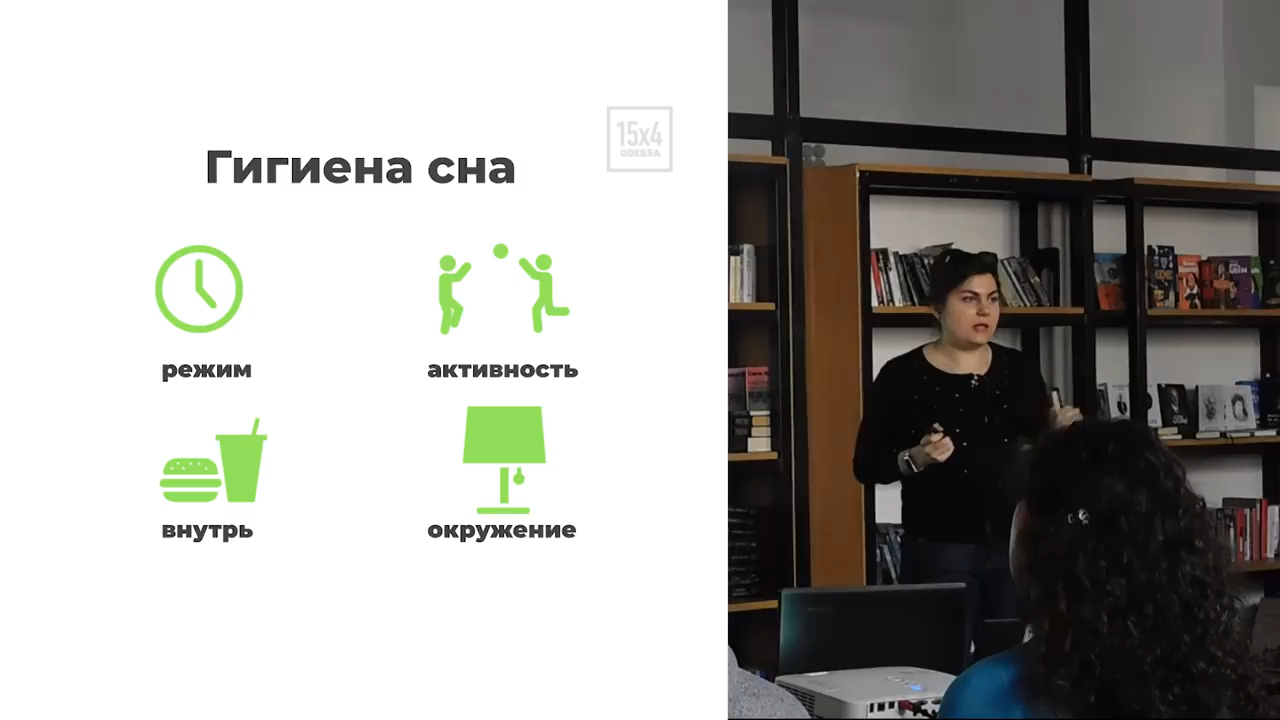 15x4
ODESSA
Гигиена сна
режим
активность
внутрь
окружение